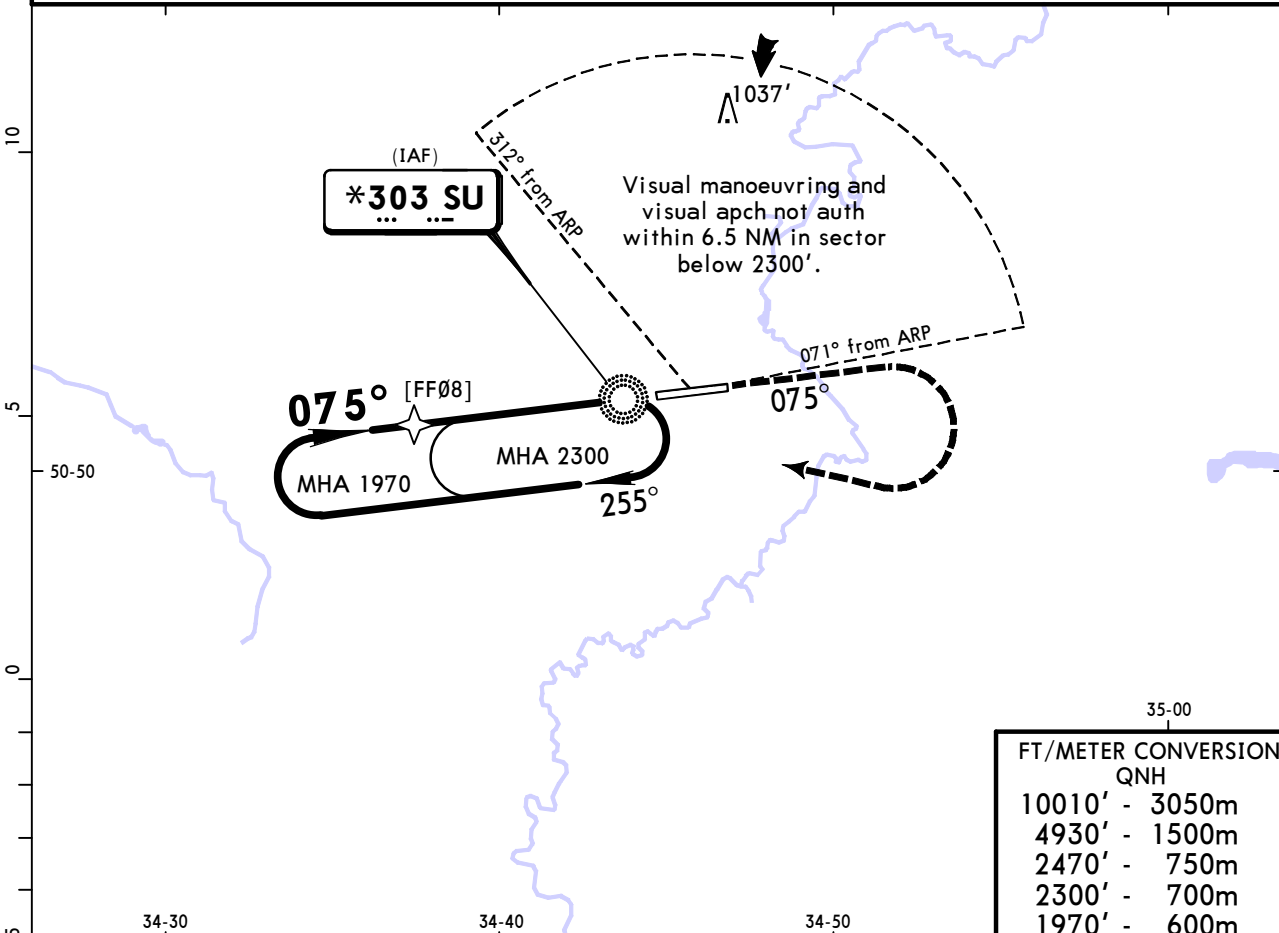 1037'
10
312° from ARP
(IAF)
*303 SU
Visual manoeuvring and
visual apch not auth
within 6.5 NM in sector
below 2300'.
071° from ARP
075° [FFØ8]
075°
5
MHA 2300
50-50
MHA 1970
255°
0
35-00
FT/METER CONVERSION
QNH
10010' - 3050m
4930' - 1500m
2470' - 750m
2300' - 700m
1970' - 600m
34-30
34-40
34-50